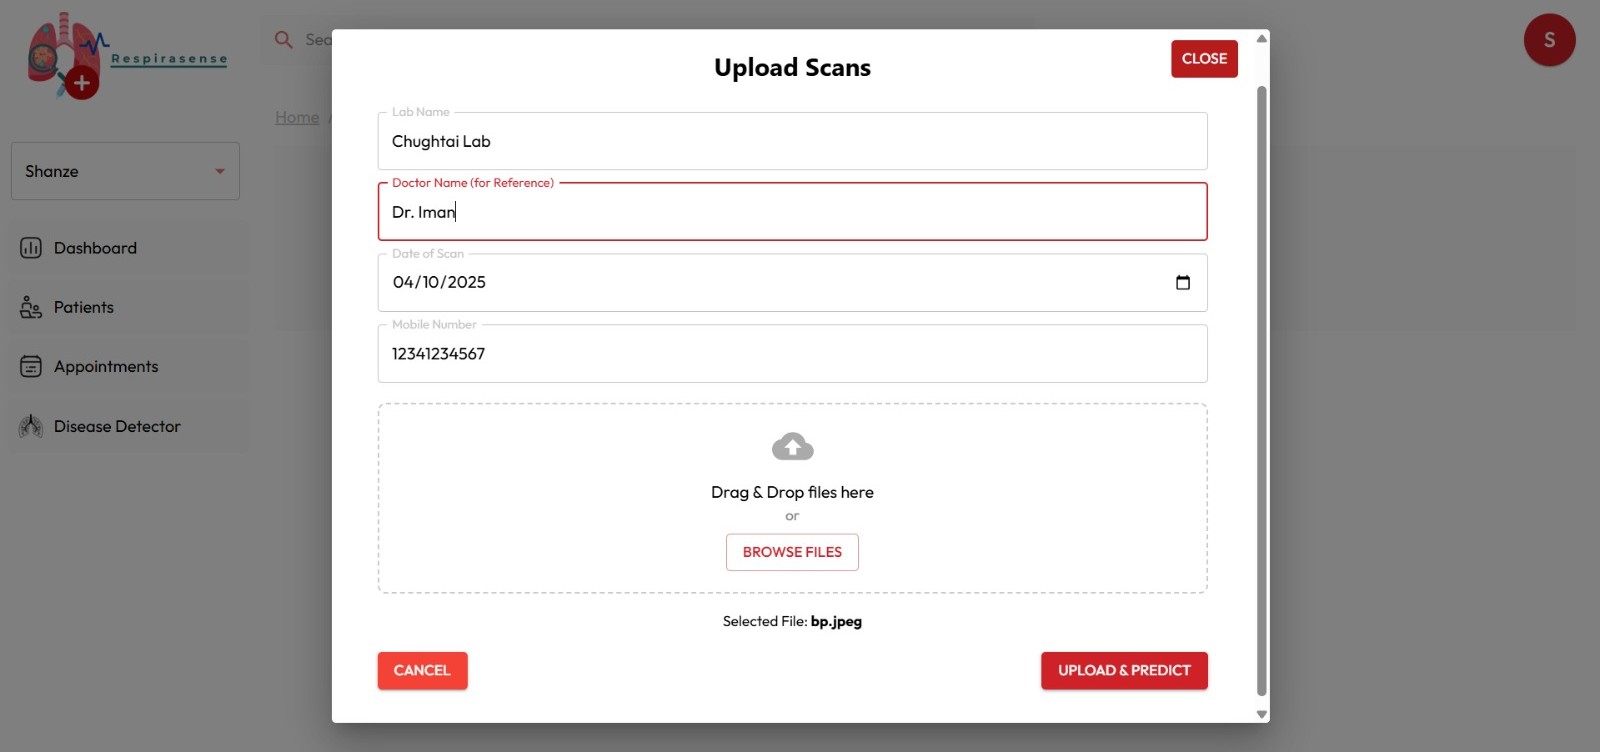 Respirasense
Sea
S
Home /
Shanze
Dashboard
Patients
Appointments
Disease Detector
Upload Scans
CLOSE
Lab Name
Chughtai Lab
Doctor Name (for Reference)
Dr. Iman
Date of Scan
04/10/2025
Mobile Number
12341234567
Drag & Drop files here
or
BROWSE FILES
Selected File: bp.jpeg
CANCEL
UPLOAD & PREDICT